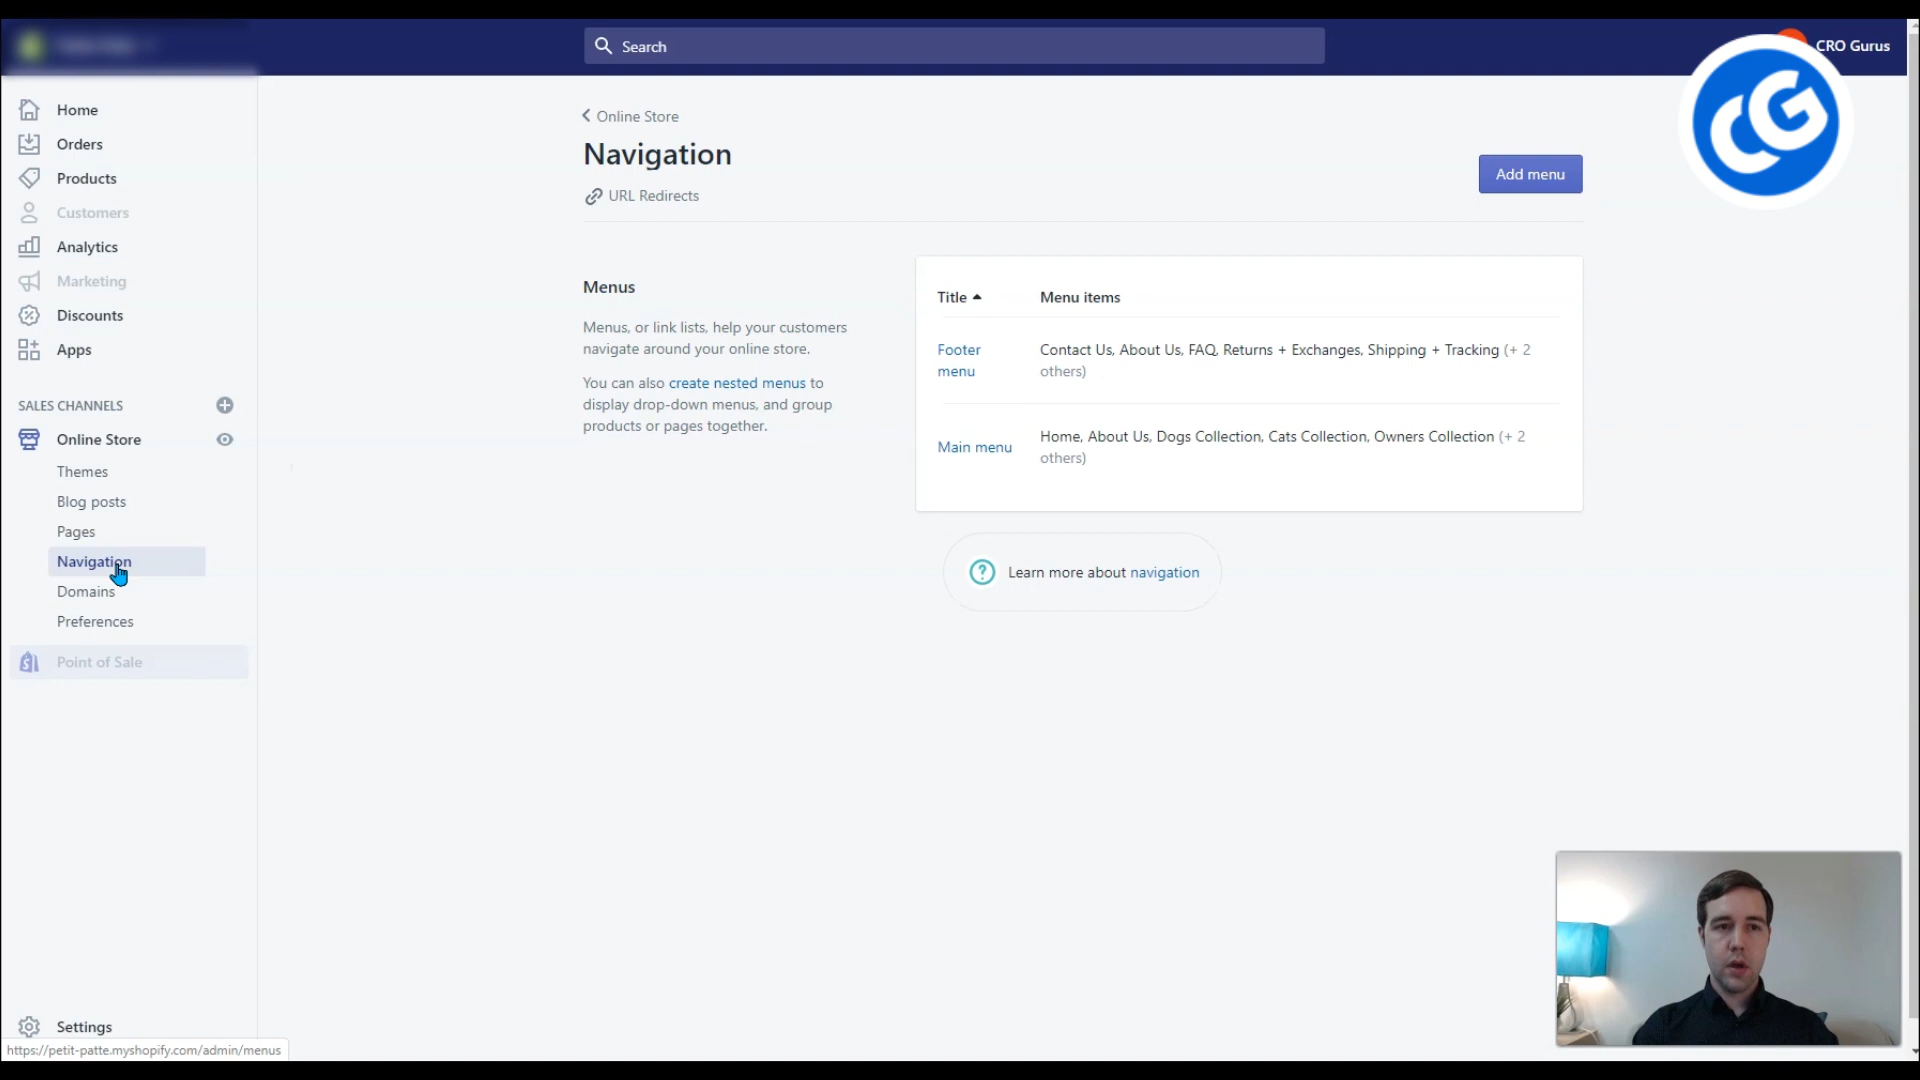 Search
CRO Gurus
CG
Home
Orders
Products
Customers
Analytics
Marketing
Discounts
Apps
SALES CHANNELS
Online Store
Themes
Blog posts
Pages
Navigation
Domains
Preferences
Point of Sale
Settings
https://petit-patte.myshopify.com/admin/menus
Online Store
Navigation
URL Redirects
Add menu
Menus
Menus, or link lists, help your customers
navigate around your online store.
You can also create nested menus to
display drop-down menus, and group
products or pages together.
Title Menu items
Footer
menu
Contact Us, About Us, FAQ, Returns + Exchanges, Shipping + Tracking (+ 2
others)
Main menu
Home, About Us, Dogs Collection, Cats Collection, Owners Collection (+ 2
others)
Learn more about navigation